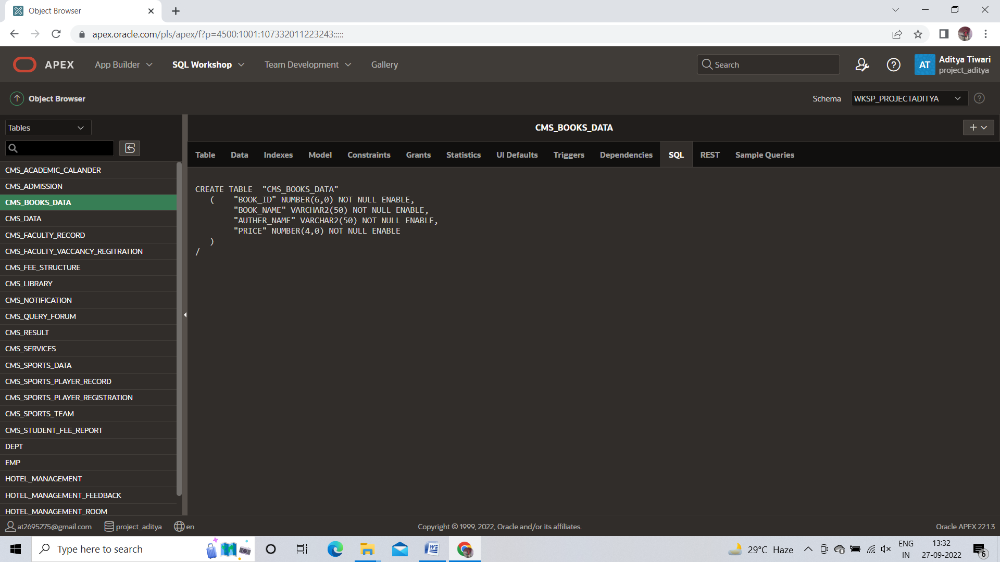 Object Browser
apex.oracle.com/pls/apex/f?p=4500:1001:107332011223243:::::
APEX
App Builder
SQL Workshop
Team Development
Gallery
Search
AT
Aditya Tiwari
project_aditya
Object Browser
Schema
WKSP_PROJECTADITYA
Tables
CMS_BOOKS_DATA
Table
Data
Indexes
Model
Constraints
Grants
Statistics
UI Defaults
Triggers
Dependencies
SQL
REST
Sample Queries
CMS_ACADEMIC_CALANDER
CMS_ADMISSION
CMS_BOOKS_DATA
CMS_DATA
CMS_FACULTY_RECORD
CMS_FACULTY_VACCANCY_REGITRATION
CMS_FEE_STRUCTURE
CMS_LIBRARY
CMS_NOTIFICATION
CMS_QUERY_FORUM
CMS_RESULT
CMS_SERVICES
CMS_SPORTS_DATA
CMS_SPORTS_PLAYER_RECORD
CMS_SPORTS_PLAYER_REGISTRATION
CMS_SPORTS_TEAM
CMS_STUDENT_FEE_REPORT
DEPT
EMP
HOTEL_MANAGEMENT
HOTEL_MANAGEMENT_FEEDBACK
HOTEL_MANAGEMENT_ROOM
CREATE TABLE "CMS_BOOKS_DATA"
( "BOOK_ID" NUMBER(6,0) NOT NULL ENABLE,
"BOOK_NAME" VARCHAR2(50) NOT NULL ENABLE,
"AUTHER_NAME" VARCHAR2(50) NOT NULL ENABLE,
"PRICE" NUMBER(4,0) NOT NULL ENABLE
)
/
at2695275@gmail.com
project_aditya
en
Copyright © 1999, 2022, Oracle and/or its affiliates.
Oracle APEX 22.1.3
Type here to search
29°C Haze
ENG
IN
13:32
27-09-2022
6